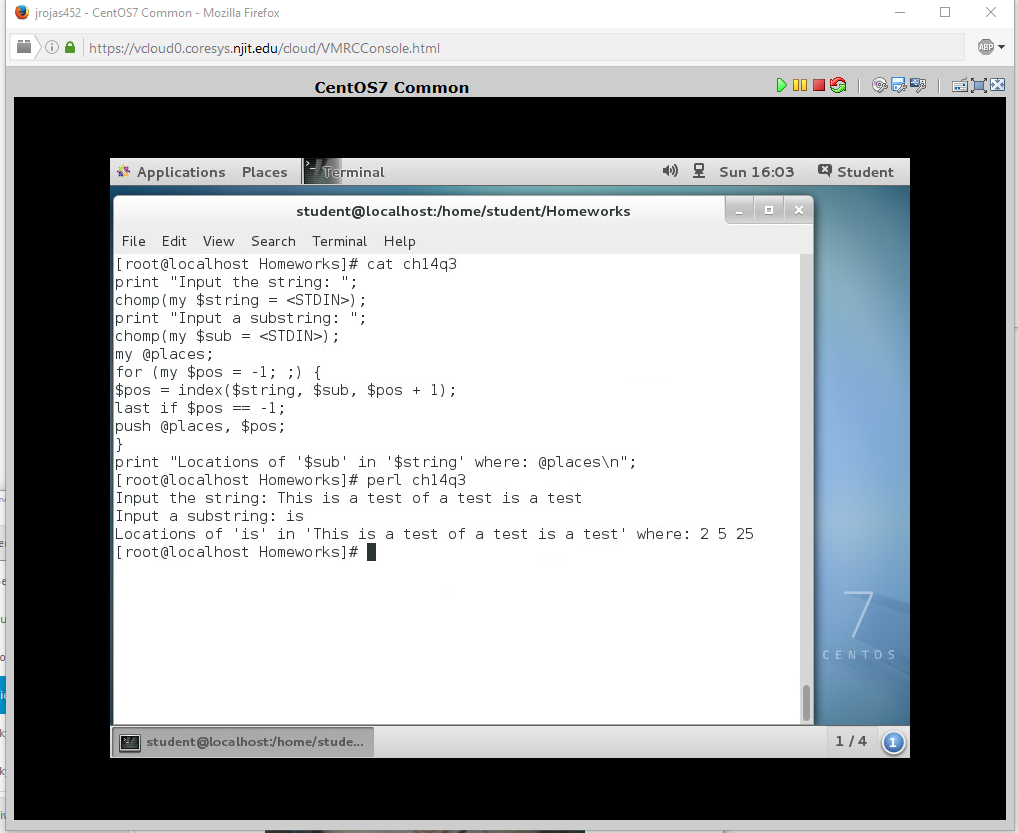 jrojas452 - CentOS7 Common - Mozilla Firefox
https://vcloud0.coresys.njit.edu/cloud/VMRCConsole.html
ABP
CentOS7 Common
Applications Places Terminal Sun 16:03 Student
student@localhost:/home/student/Homeworks
File Edit View Search Terminal Help
[root@localhost Homeworks]# cat ch14q3
print "Input the string: ";
chomp(my $string = <STDIN>);
print "Input a substring: ";
chomp(my $sub = <STDIN>);
my @places;
for (my $pos = -1; ;) {
$pos = index($string, $sub, $pos + 1);
last if $pos == -1;
push @places, $pos;
}
print "Locations of '$sub' in '$string' where: @places\n";
[root@localhost Homeworks]# perl ch14q3
Input the string: This is a test of a test is a test
Input a substring: is
Locations of 'is' in 'This is a test of a test is a test' where: 2 5 25
[root@localhost Homeworks]#
7
CENTOS
student@localhost:/home/stude... 1 / 4 1